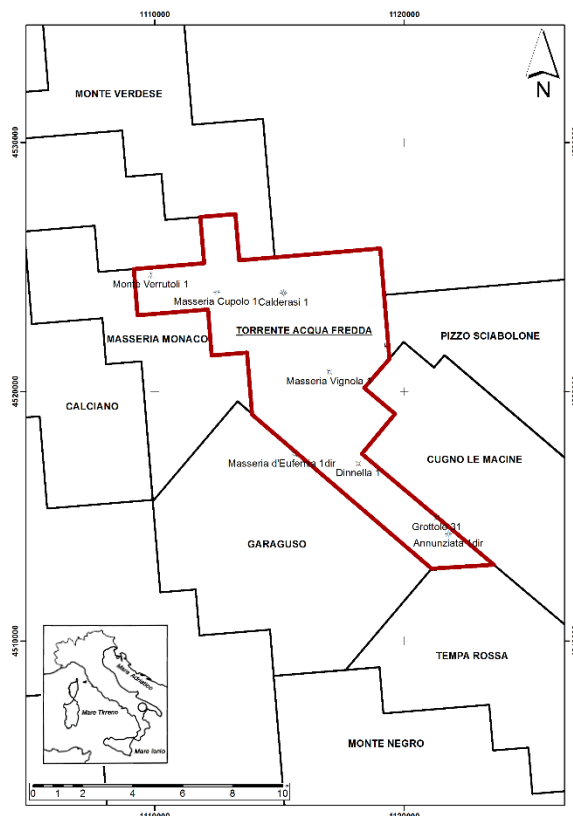 1110000
1120000
N
MONTE VERDESE
4530000
Monte Verrutoli 1
Masseria Cupolo 1
Calderasi 1
MASSERIA MONACO
TORRENTE ACQUA FREDDA
PIZZO SCIABOLONE
Masseria Vignola 1
4520000
CALCIANO
Masseria d'Eufemia 1dir
Dinnella 1
CUGNO LE MACINE
Grottole 31
Annunziata 1dir
GARAGUSO
4510000
TEMPA ROSSA
Mare Adriatico
Mare Tirreno
Mare Ionio
MONTE NEGRO
0 0.5 1 2 4 6 8 10
1110000
1120000